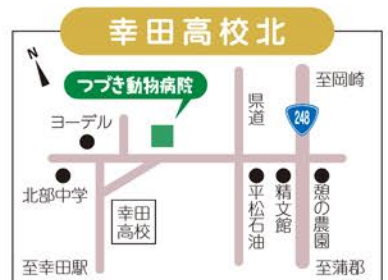 幸田高校北
N
つづき動物病院
ヨーデル
県道
248
至岡崎
北部中学
幸田
高校
平松石油
精文館
憩の農園
至幸田駅
至蒲郡